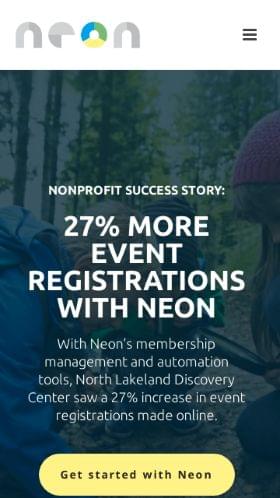 neon
NONPROFIT SUCCESS STORY:
27% MORE
EVENT
REGISTRATIONS
WITH NEON
With Neon's membership
management and automation
tools, North Lakeland Discovery
Center saw a 27% increase in event
registrations made online.
Get started with Neon